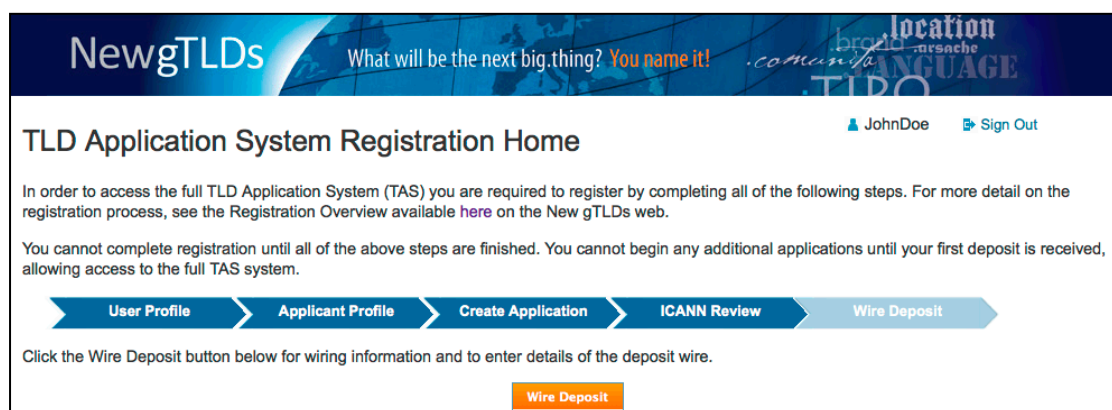 NewgTLDs
What will be the next big.thing? You name it!
.location
.brand
.arsache
.comunita
LANGUAGE
.TIPO
JohnDoe
Sign Out
TLD Application System Registration Home
In order to access the full TLD Application System (TAS) you are required to register by completing all of the following steps. For more detail on the
registration process, see the Registration Overview available here on the New gTLDs web.
You cannot complete registration until all of the above steps are finished. You cannot begin any additional applications until your first deposit is received,
allowing access to the full TAS system.
User Profile
Applicant Profile
Create Application
ICANN Review
Wire Deposit
Click the Wire Deposit button below for wiring information and to enter details of the deposit wire.
Wire Deposit